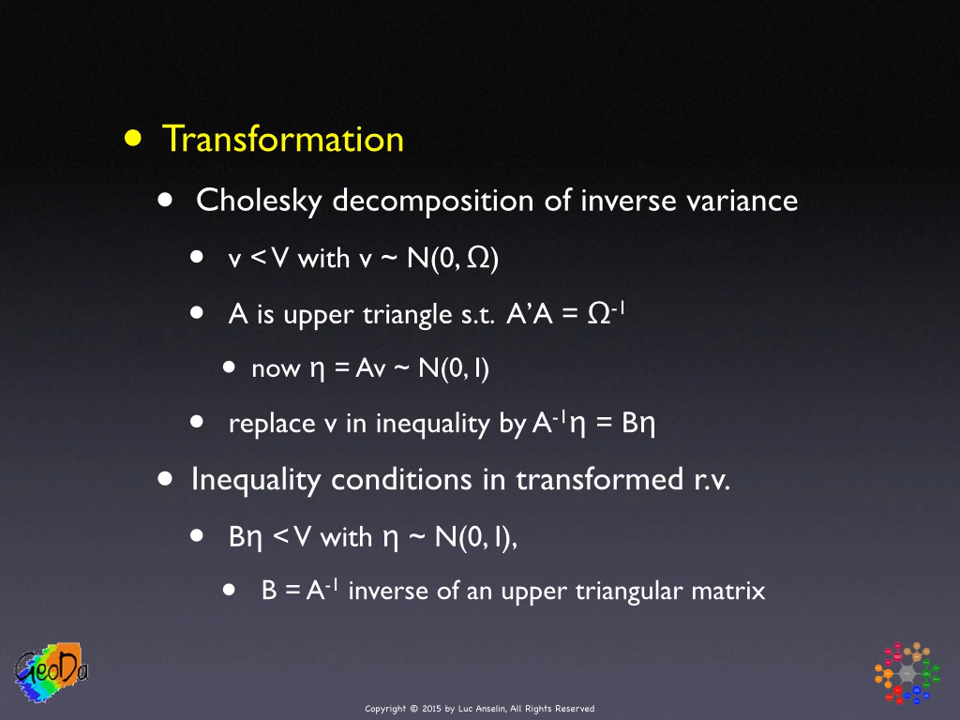 • Transformation
• Cholesky decomposition of inverse variance
• v < V with v ~ N(0, Ω)
• A is upper triangle s.t. A’A = Ω⁻¹
• now η = Av ~ N(0, I)
• replace v in inequality by A⁻¹η = Bη
• Inequality conditions in transformed r.v.
• Bη < V with η ~ N(0, I),
• B = A⁻¹ inverse of an upper triangular matrix
GeoDa
Copyright © 2015 by Luc Anselin, All Rights Reserved